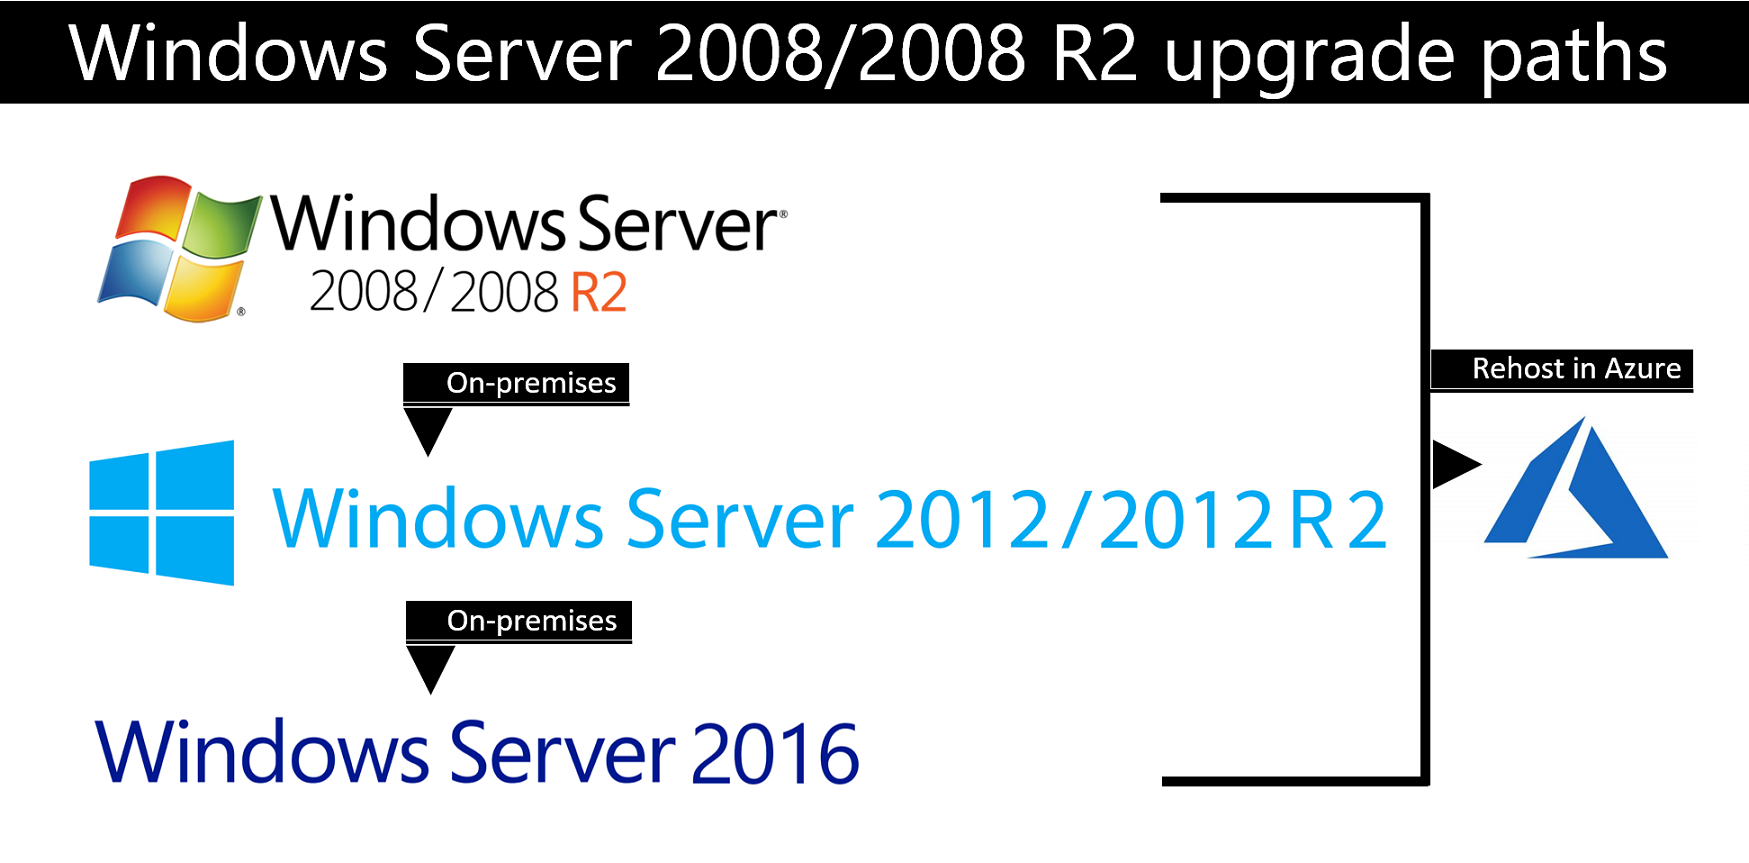 Windows Server 2008/2008 R2 upgrade paths
Windows Server®
2008/2008 R2
®
On-premises
Rehost in Azure
Windows Server 2012/2012 R2
On-premises
Windows Server 2016